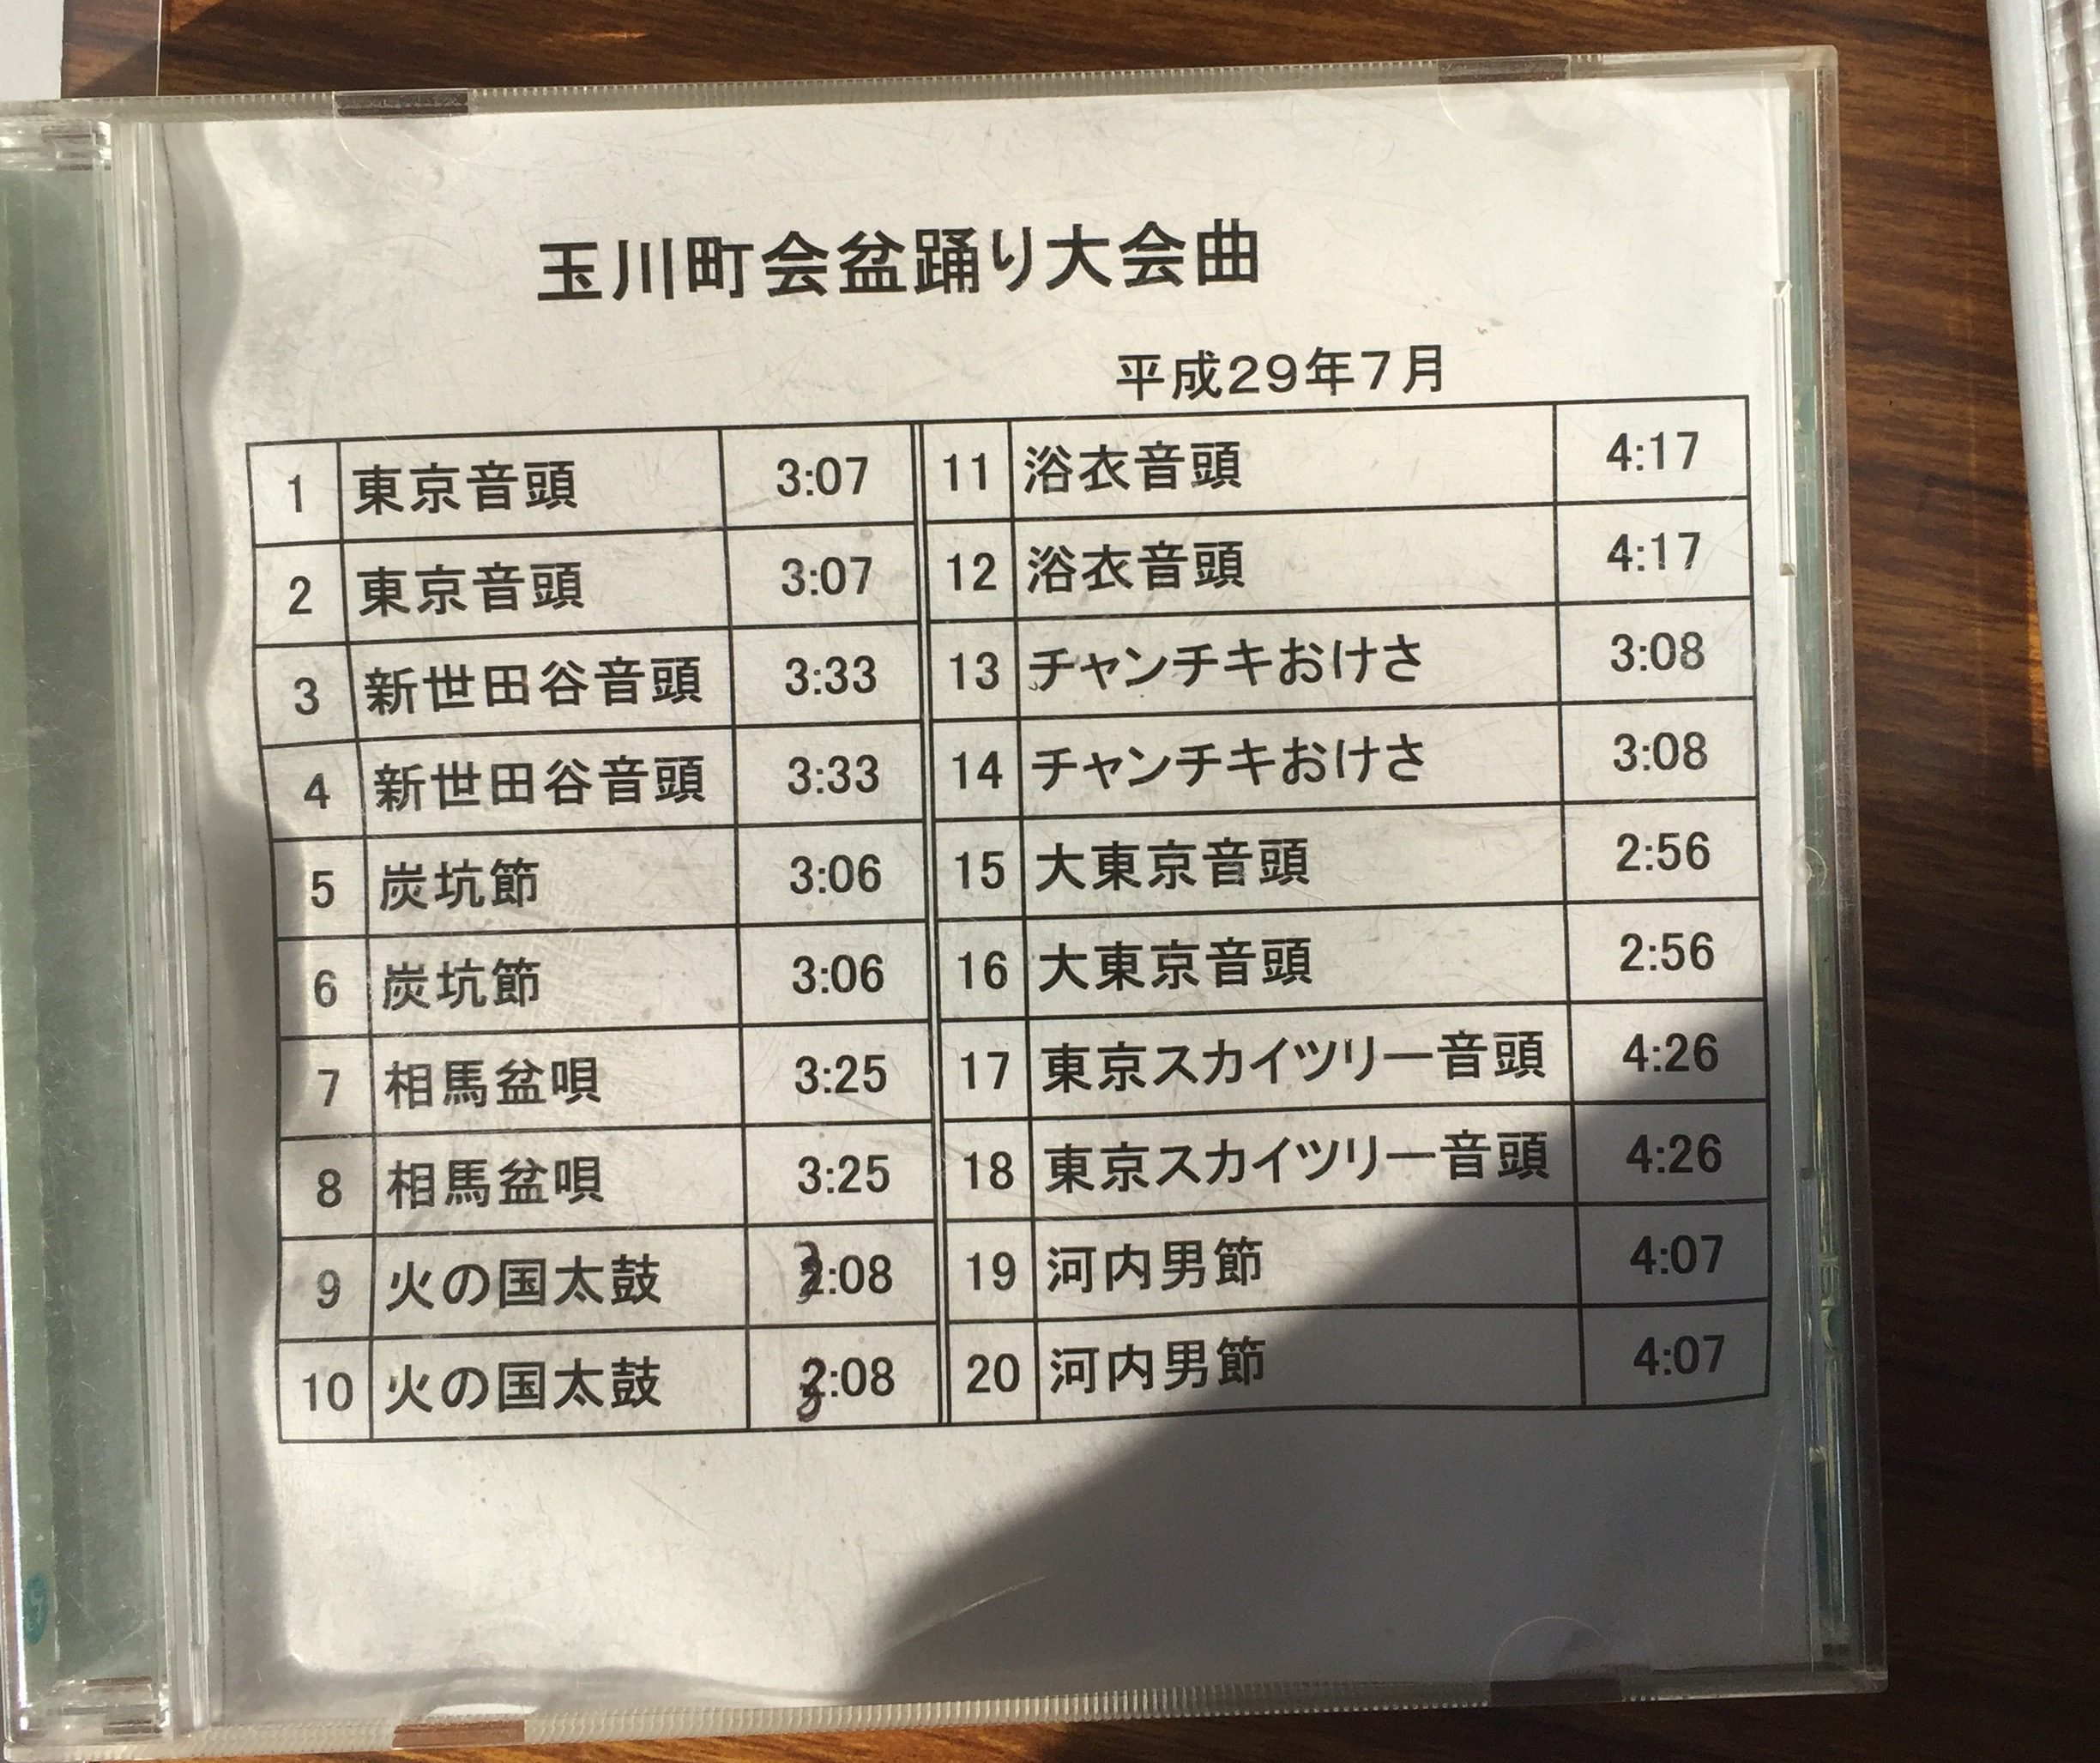 玉川町会盆踊り大会曲
平成29年7月
1 東京音頭 3:07
2 東京音頭 3:07
3 新世田谷音頭 3:33
4 新世田谷音頭 3:33
5 炭坑節 3:06
6 炭坑節 3:06
7 相馬盆唄 3:25
8 相馬盆唄 3:25
9 火の国太鼓 3:08
10 火の国太鼓 3:08
11 浴衣音頭 4:17
12 浴衣音頭 4:17
13 チャンチキおけさ 3:08
14 チャンチキおけさ 3:08
15 大東京音頭 2:56
16 大東京音頭 2:56
17 東京スカイツリー音頭 4:26
18 東京スカイツリー音頭 4:26
19 河内男節 4:07
20 河内男節 4:07